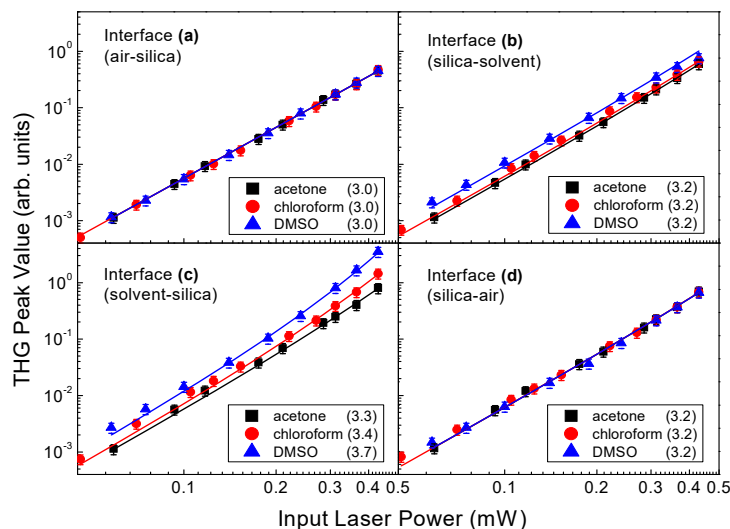 THG Peak Value (arb. units)
10⁰
10⁻¹
10⁻²
10⁻³
Interface (a)
(air-silica)
acetone (3.0)
chloroform (3.0)
DMSO (3.0)
Interface (b)
(silica-solvent)
acetone (3.2)
chloroform (3.2)
DMSO (3.2)
10⁰
10⁻¹
10⁻²
10⁻³
Interface (c)
(solvent-silica)
acetone (3.3)
chloroform (3.4)
DMSO (3.7)
Interface (d)
(silica-air)
acetone (3.2)
chloroform (3.2)
DMSO (3.2)
0.1 0.2 0.3 0.4 0.5 0.1 0.2 0.3 0.4 0.5
Input Laser Power (mW)